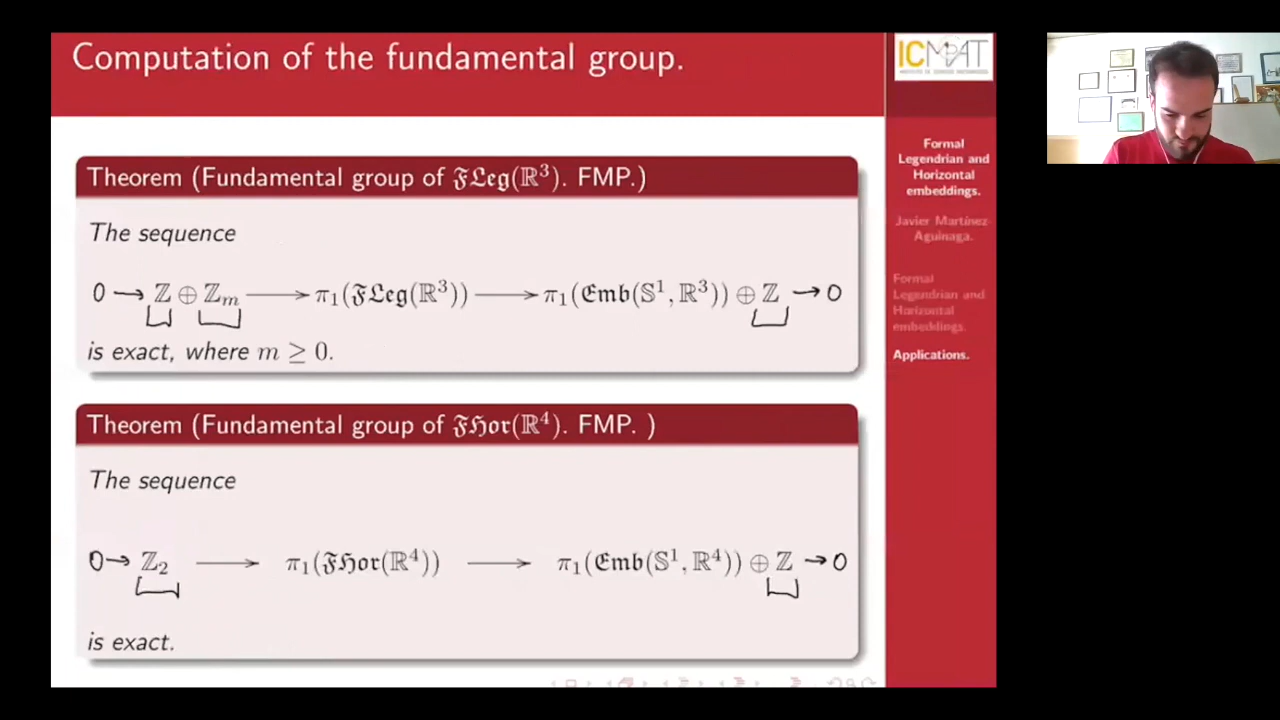 Computation of the fundamental group.
ICMAT
Theorem (Fundamental group of 𝔉𝔏eg(ℝ³). FMP.)
The sequence
0 → ℤ ⊕ ℤₘ ⟶ π₁(𝔉𝔏eg(ℝ³)) ⟶ π₁(𝔈mb(𝕊¹, ℝ³)) ⊕ ℤ → 0
is exact, where m ≥ 0.
Theorem (Fundamental group of 𝔉ℌor(ℝ⁴). FMP. )
The sequence
0 → ℤ₂ ⟶ π₁(𝔉ℌor(ℝ⁴)) ⟶ π₁(𝔈mb(𝕊¹, ℝ⁴)) ⊕ ℤ → 0
is exact.
Formal
Legendrian and
Horizontal
embeddings.
Javier Martínez-
Aguinaga.
Formal
Legendrian and
Horizontal
embeddings.
Applications.